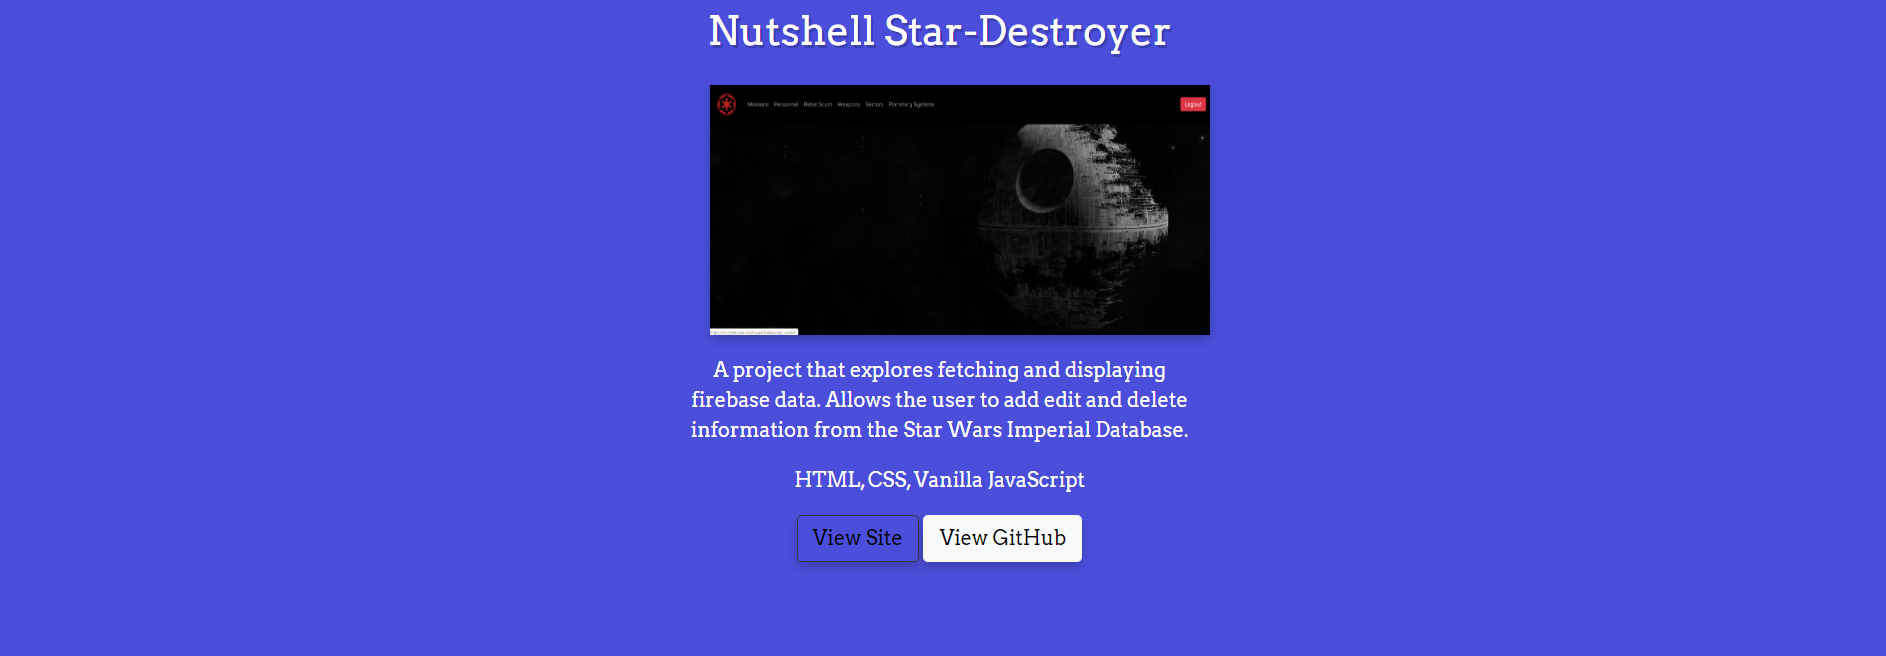 Nutshell Star-Destroyer
Missions Personnel Rebel Scum Weapons Sectors Planetary Systems
Logout
A project that explores fetching and displaying
firebase data. Allows the user to add edit and delete
information from the Star Wars Imperial Database.
HTML, CSS, Vanilla JavaScript
View Site
View GitHub